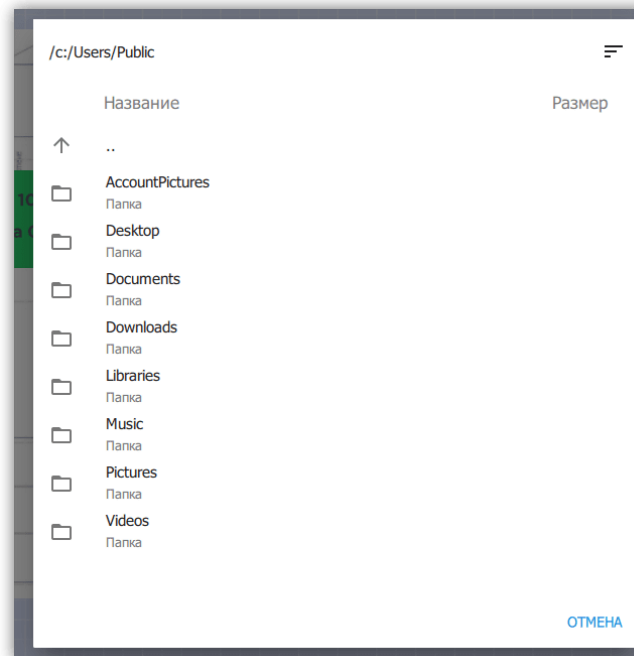 /c:/Users/Public
Название Размер
..
AccountPictures
Папка
Desktop
Папка
Documents
Папка
Downloads
Папка
Libraries
Папка
Music
Папка
Pictures
Папка
Videos
Папка
10
а
ОТМЕНА